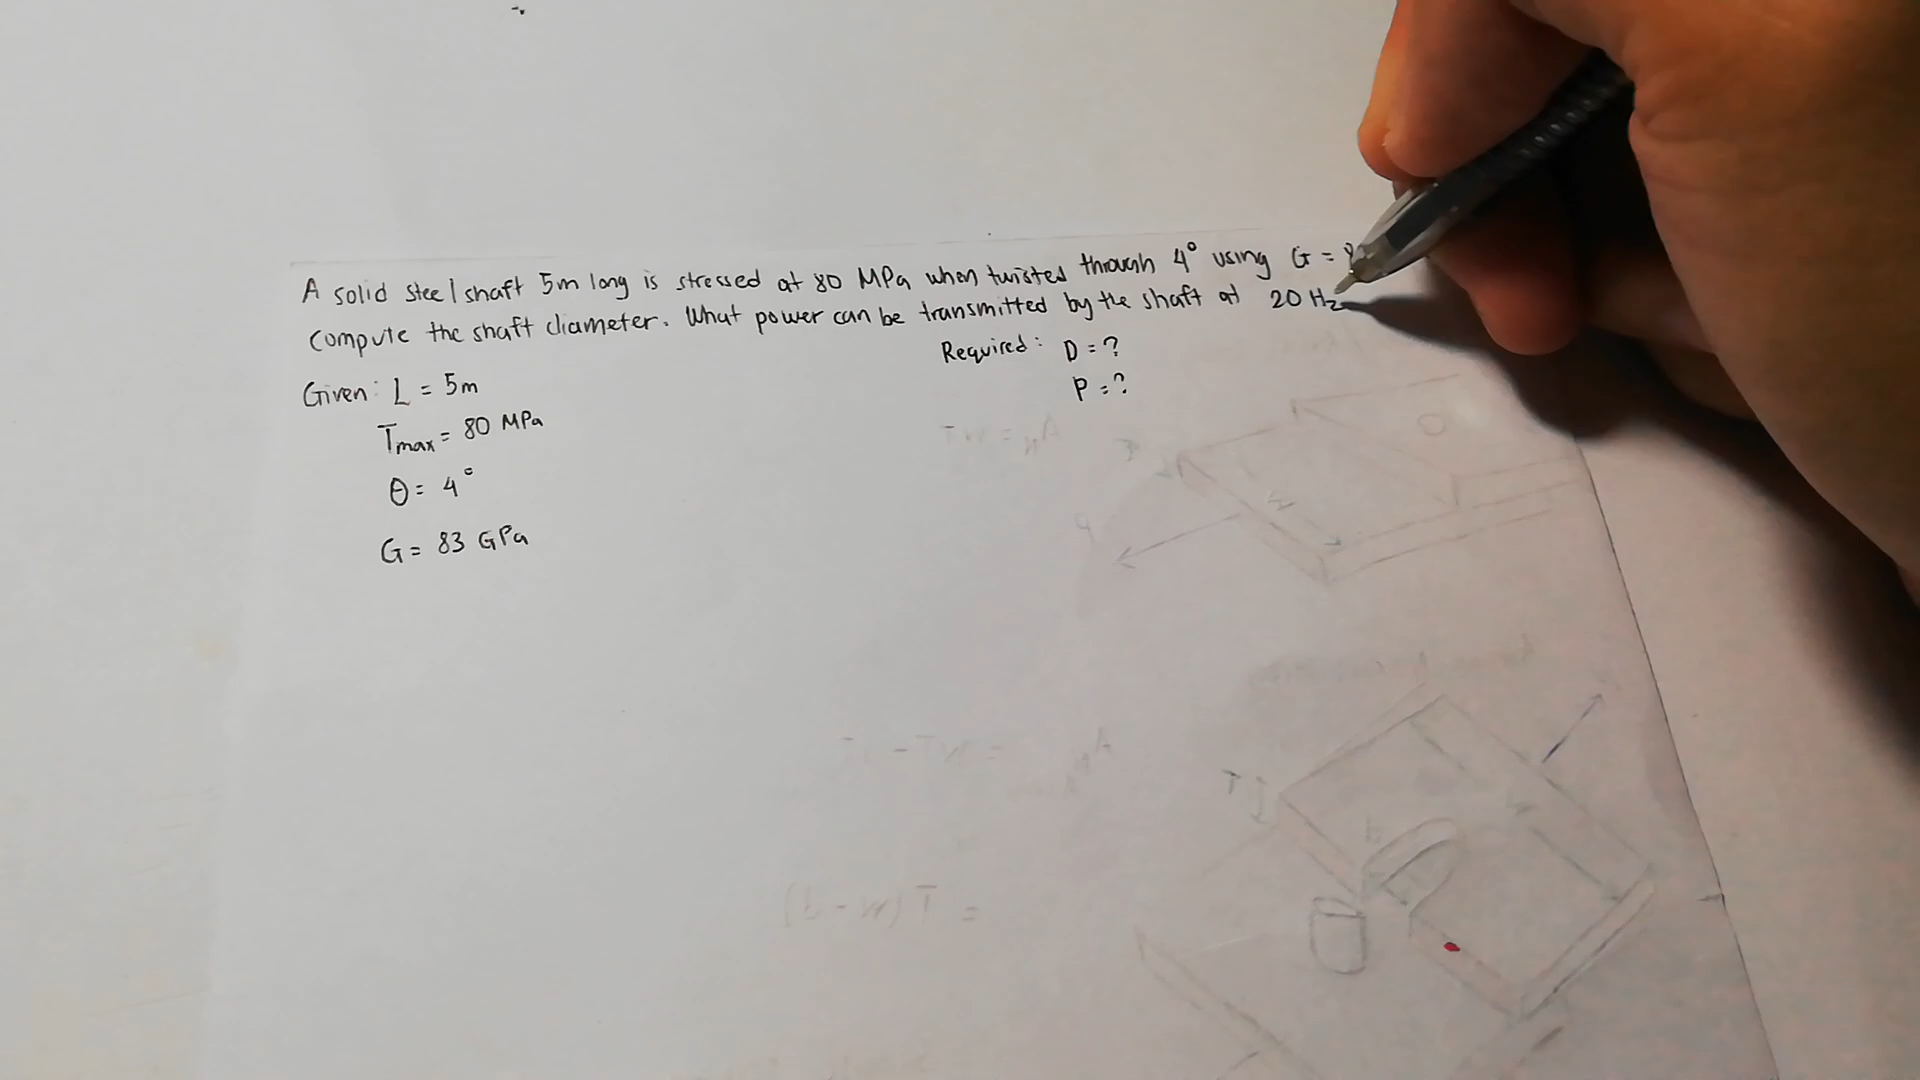 A solid steel shaft 5m long is stressed at 80 MPa when twisted through 4° using G = 8
Compute the shaft diameter. What power can be transmitted by the shaft at 20 Hz
Required: D = ?
P = ?
Given: L = 5m
Tmax = 80 MPa
θ = 4°
G = 83 GPa